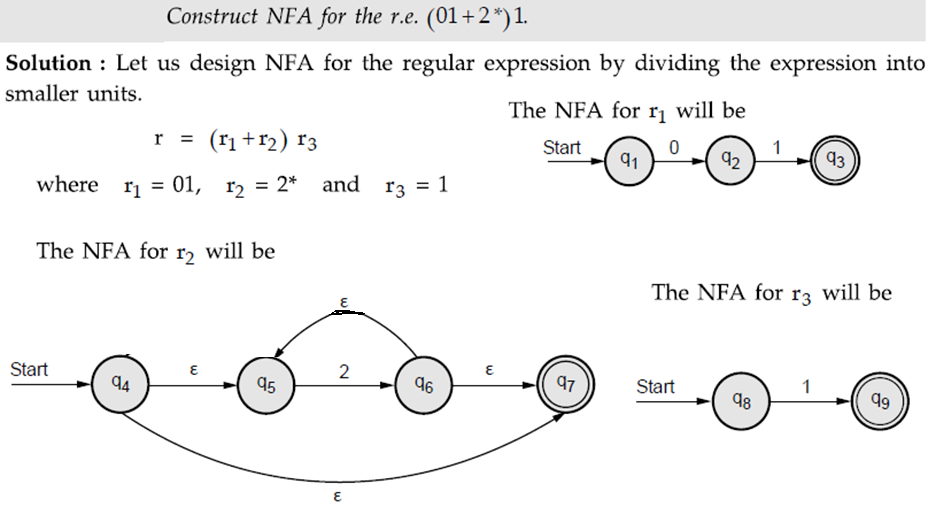 Construct NFA for the r.e. (01+2*)1.
Solution : Let us design NFA for the regular expression by dividing the expression into
smaller units.
r = (r₁+r₂) r₃
where r₁ = 01, r₂ = 2* and r₃ = 1
The NFA for r₁ will be
Start q₁ 0 q₂ 1 q₃
The NFA for r₂ will be
ε
Start q₄ ε q₅ 2 q₆ ε q₇
ε
The NFA for r₃ will be
Start q₈ 1 q₉